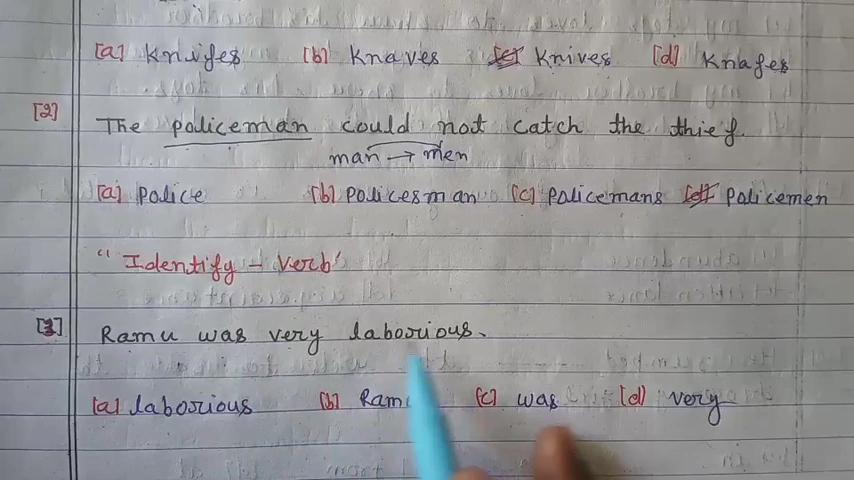 [a] Knifes [b] Knaves [c] Knives [d] Knafes
[2] The policeman could not catch the thief.
man → men
[a] police [b] policesman [c] policemans [d] policemen
"Identify - Verb"
[3] Ramu was very laborious.
[a] laborious [b] Ramu [c] was [d] very